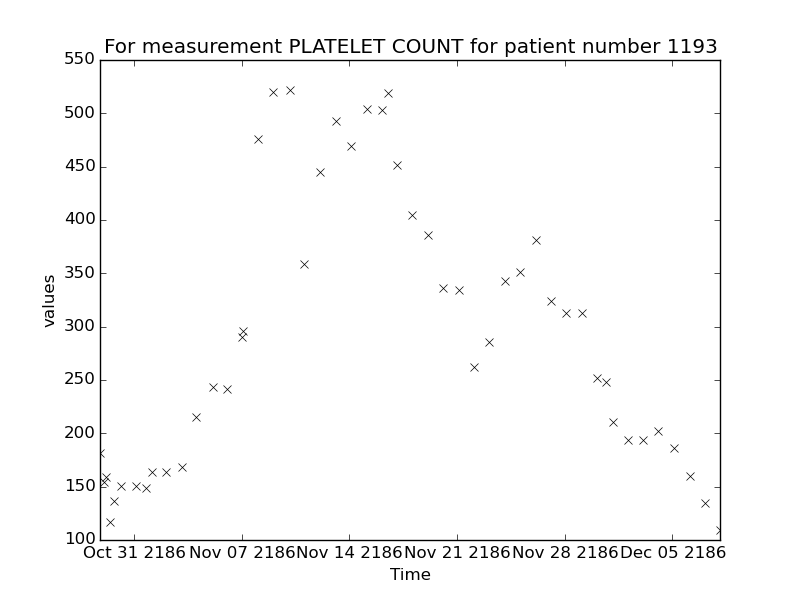 For measurement PLATELET COUNT for patient number 1193
550
500
450
400
350
300
250
200
150
100
values
Oct 31 2186 Nov 07 2186 Nov 14 2186 Nov 21 2186 Nov 28 2186 Dec 05 2186
Time